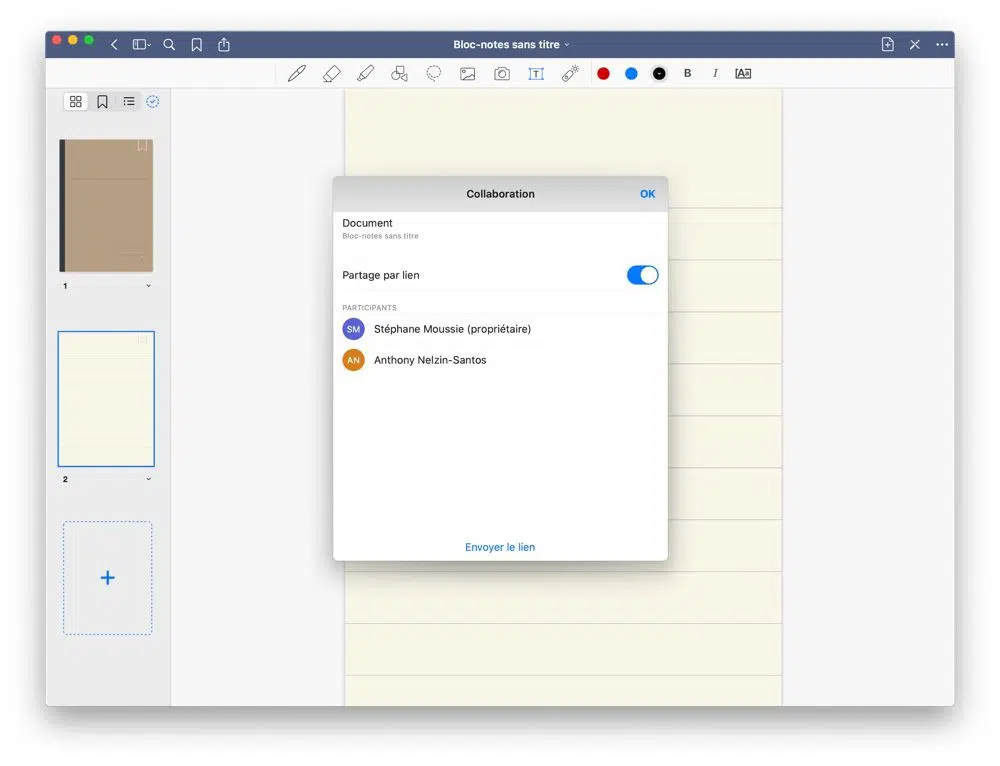 Bloc-notes sans titre
T
B I Aa
Collaboration OK
Document
Bloc-notes sans titre
Partage par lien
PARTICIPANTS
SM Stéphane Moussie (propriétaire)
AN Anthony Nelzin-Santos
Envoyer le lien
1
2